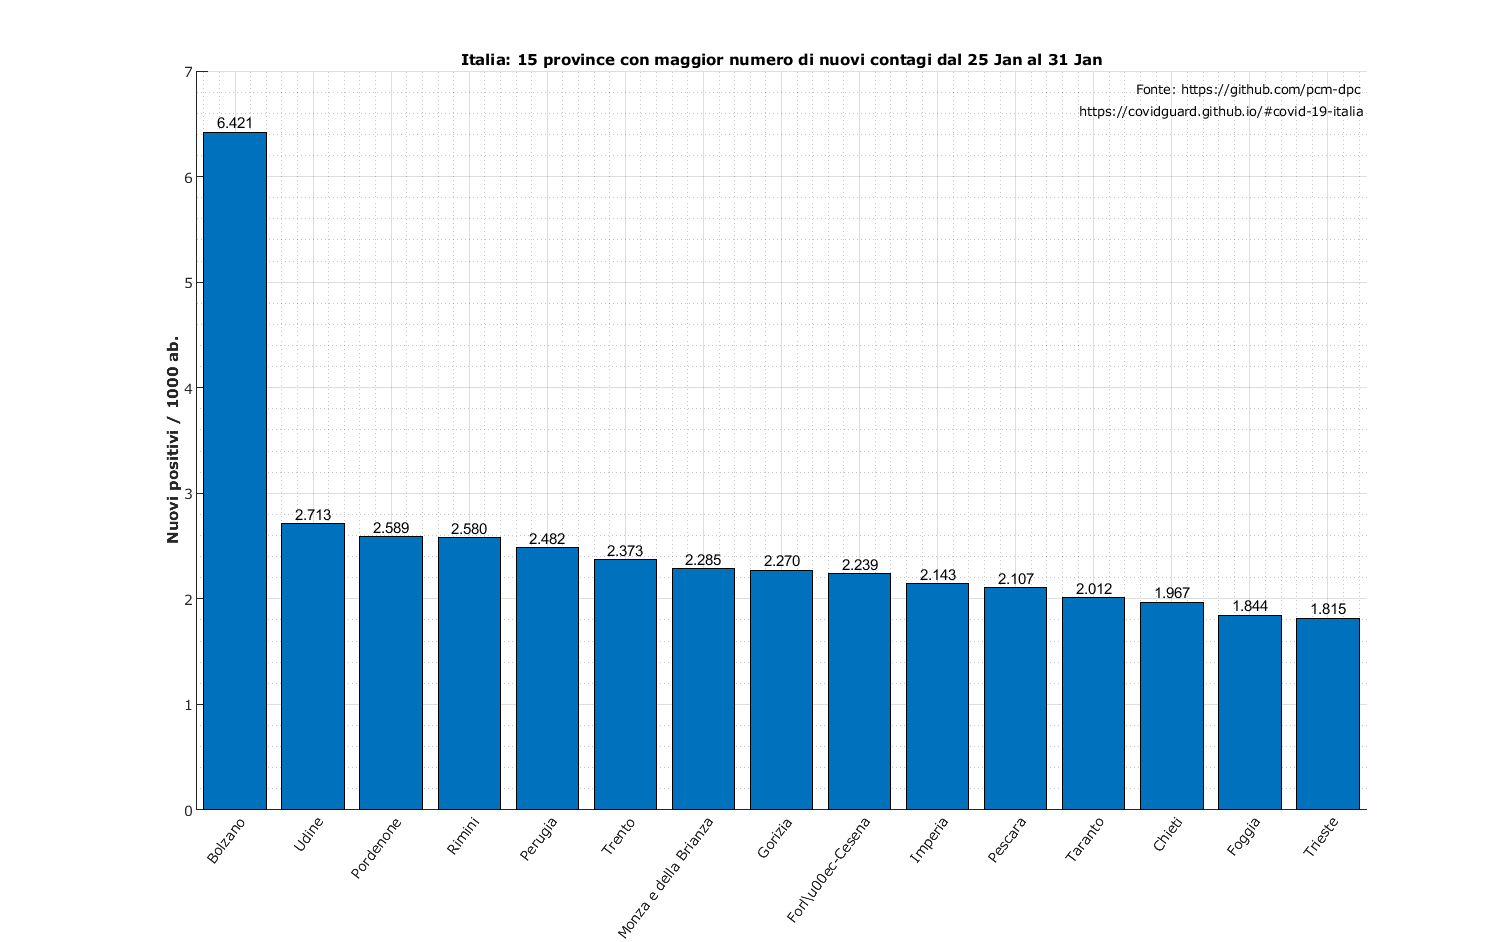 Italia: 15 province con maggior numero di nuovi contagi dal 25 Jan al 31 Jan
Fonte: https://github.com/pcm-dpc
https://covidguard.github.io/#covid-19-italia
Nuovi positivi / 1000 ab.
7
6
5
4
3
2
1
0
6.421
2.713
2.589
2.580
2.482
2.373
2.285
2.270
2.239
2.143
2.107
2.012
1.967
1.844
1.815
Bolzano
Udine
Pordenone
Rimini
Perugia
Trento
Monza e della Brianza
Gorizia
Forl\u00ec-Cesena
Imperia
Pescara
Taranto
Chieti
Foggia
Trieste